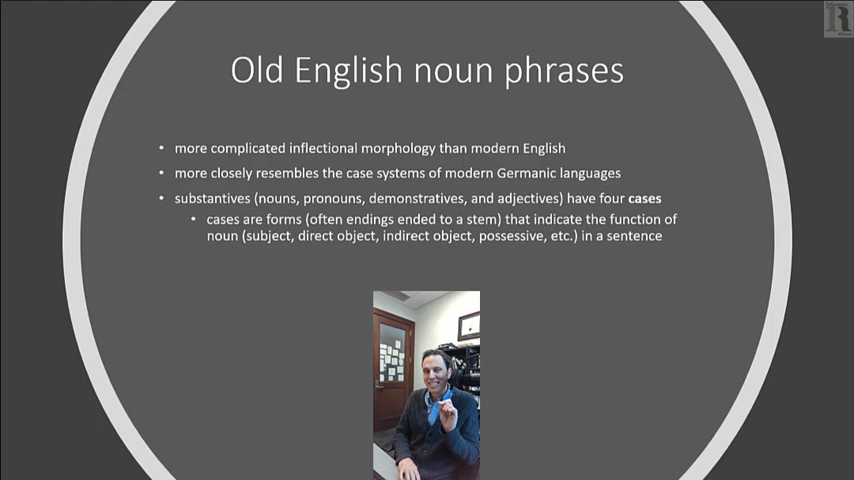 Old English noun phrases
• more complicated inflectional morphology than modern English
• more closely resembles the case systems of modern Germanic languages
• substantives (nouns, pronouns, demonstratives, and adjectives) have four cases
• cases are forms (often endings ended to a stem) that indicate the function of
noun (subject, direct object, indirect object, possessive, etc.) in a sentence